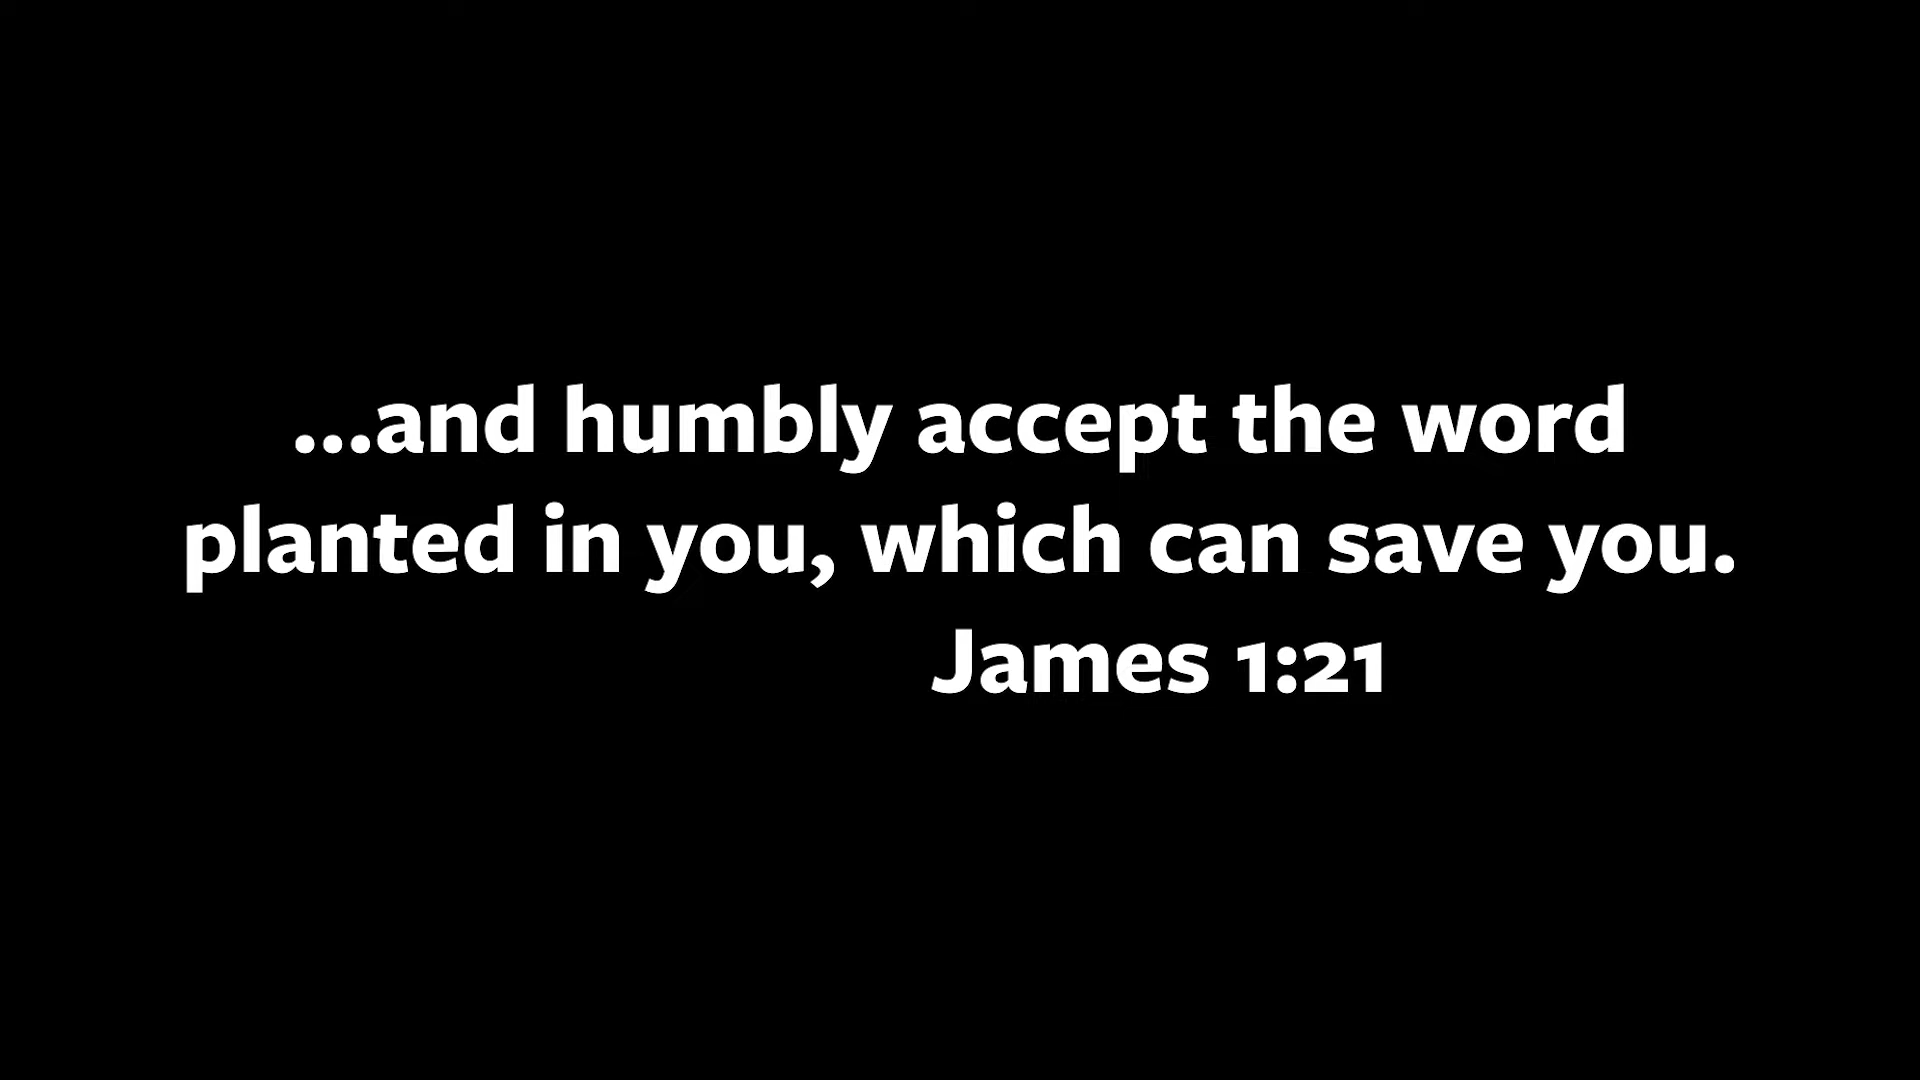 ...and humbly accept the word
planted in you, which can save you.
James 1:21